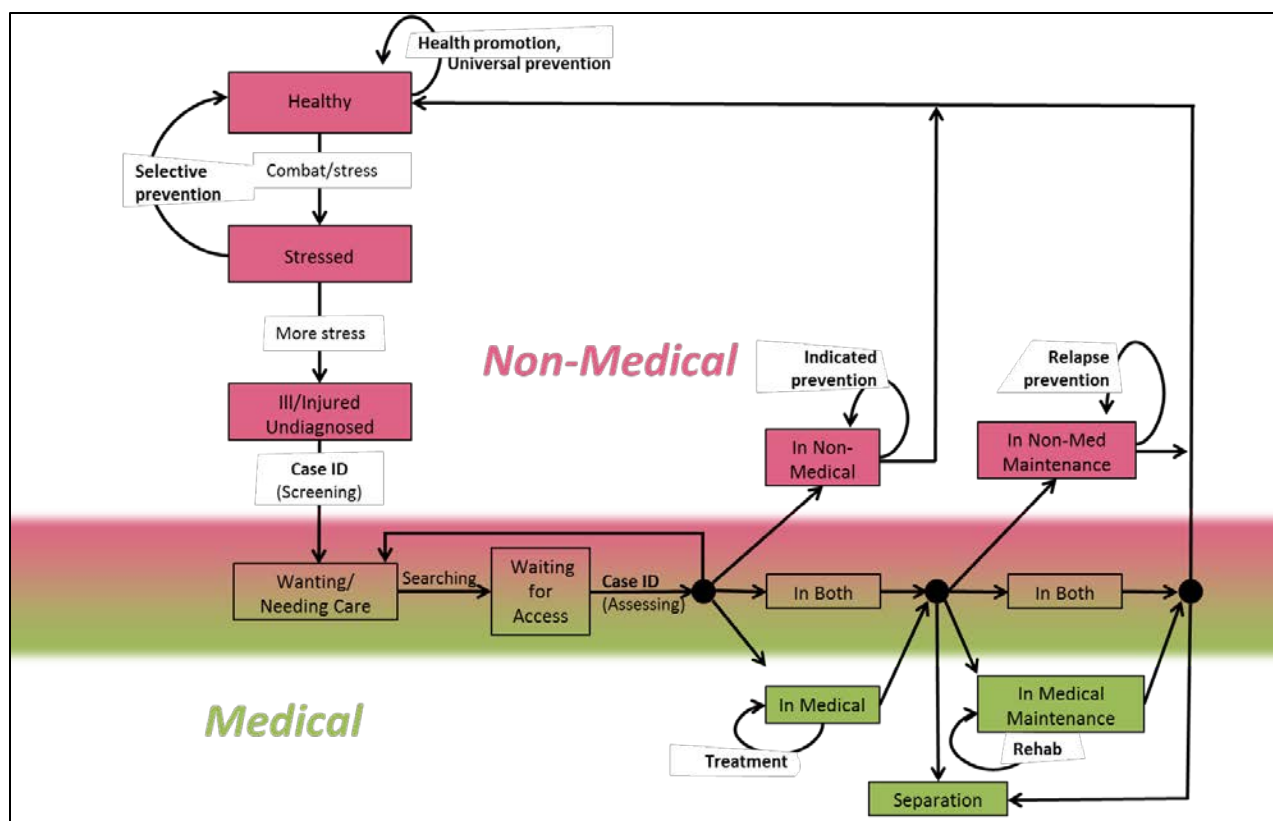 Health promotion,
Universal prevention
Healthy
Selective
prevention
Combat/stress
Stressed
More stress
Non-Medical
Indicated
prevention
Relapse
prevention
Ill/Injured
Undiagnosed
In Non-
Medical
In Non-Med
Maintenance
Case ID
(Screening)
Wanting/
Needing Care
Searching
Waiting
for
Access
Case ID
(Assessing)
In Both
In Both
Medical
In Medical
In Medical
Maintenance
Treatment
Rehab
Separation